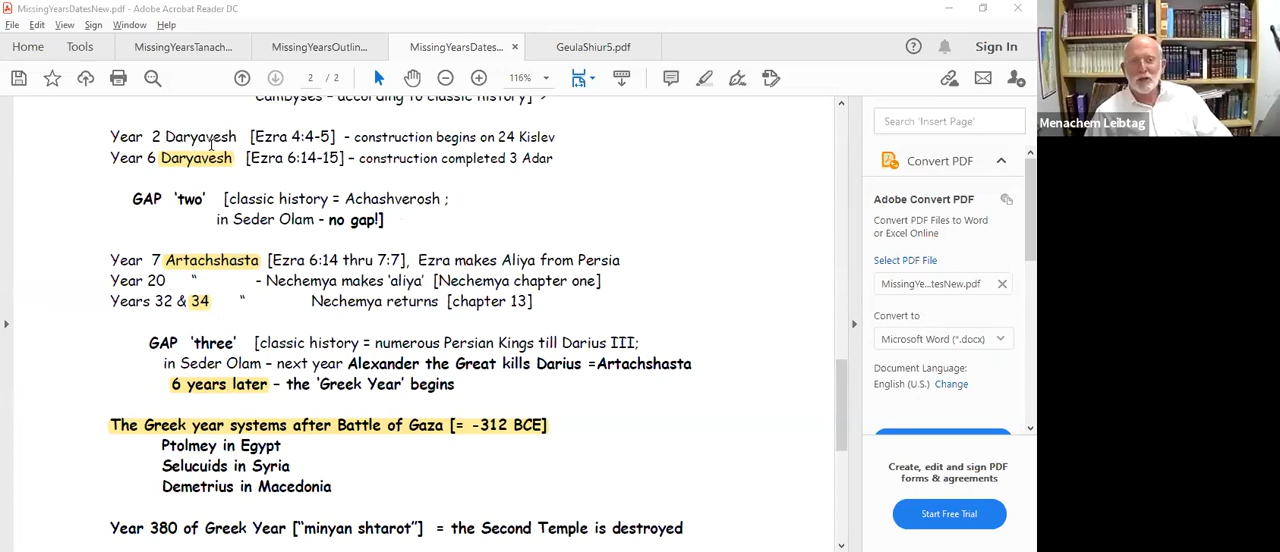 MissingYearsDatesNew.pdf - Adobe Acrobat Reader DC
File Edit View Sign Window Help
Home Tools MissingYearsTanach... MissingYearsOutlin... MissingYearsDates... × GeulaShiur5.pdf Sign In
2 / 2 116%
Cambyses – according to classic history] ->
Year 2 Daryavesh [Ezra 4:4-5] – construction begins on 24 Kislev
Year 6 Daryavesh [Ezra 6:14-15] – construction completed 3 Adar
GAP 'two' [classic history = Achashverosh ;
in Seder Olam - no gap!]
Year 7 Artachshasta [Ezra 6:14 thru 7:7], Ezra makes Aliya from Persia
Year 20 " - Nechemya makes 'aliya' [Nechemya chapter one]
Years 32 & 34 " Nechemya returns [chapter 13]
GAP 'three' [classic history = numerous Persian Kings till Darius III;
in Seder Olam – next year Alexander the Great kills Darius =Artachshasta
6 years later – the 'Greek Year' begins
The Greek year systems after Battle of Gaza [= -312 BCE]
Ptolmey in Egypt
Selucuids in Syria
Demetrius in Macedonia
Year 380 of Greek Year ["minyan shtarot"] = the Second Temple is destroyed
Search 'Insert Page'
Convert PDF
Adobe Convert PDF
Convert PDF Files to Word
or Excel Online
Select PDF File
MissingYe...tesNew.pdf
Convert to
Microsoft Word (*.docx)
Document Language:
English (U.S.) Change
Create, edit and sign PDF
forms & agreements
Start Free Trial
Menachem Leibtag